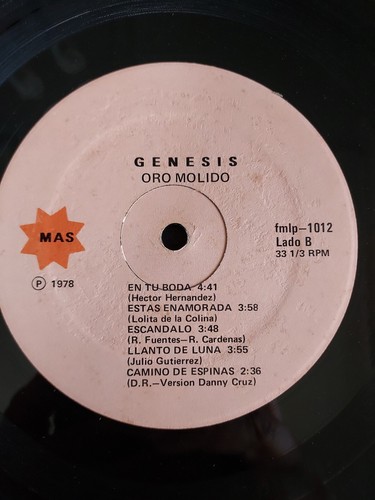 GENESIS
ORO MOLIDO
MAS
fmlp-1012
Lado B
33 1/3 RPM
Ⓟ 1978
EN TU BODA 4:41
(Hector Hernandez)
ESTAS ENAMORADA 3:58
(Lolita de la Colina)
ESCANDALO 3:48
(R. Fuentes-R. Cardenas)
LLANTO DE LUNA 3:55
(Julio Gutierrez)
CAMINO DE ESPINAS 2:36
(D.R.-Version Danny Cruz)